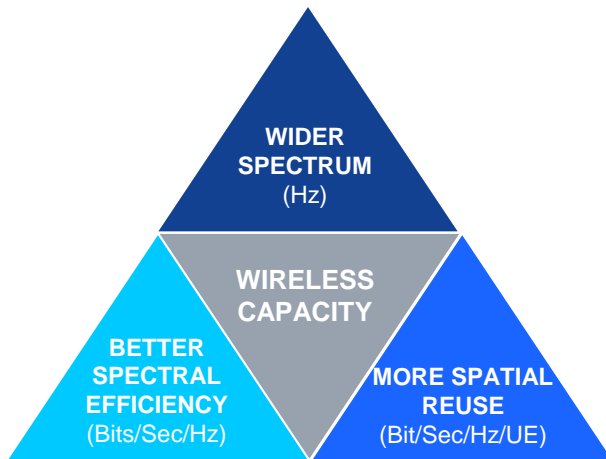 WIDER
SPECTRUM
(Hz)
WIRELESS
CAPACITY
BETTER
SPECTRAL
EFFICIENCY
(Bits/Sec/Hz)
MORE SPATIAL
REUSE
(Bit/Sec/Hz/UE)